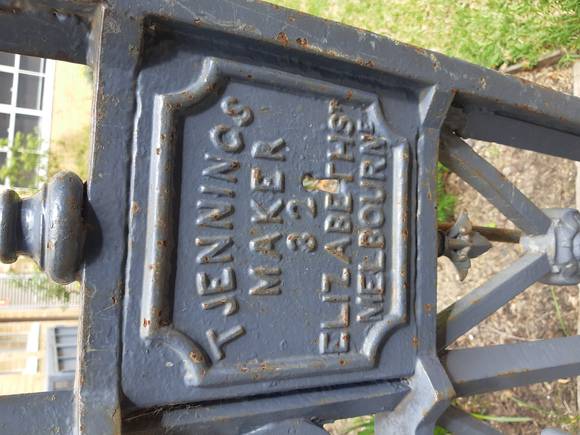 T JENNINGS
MAKER
32
ELIZABETH ST
MELBOURNE